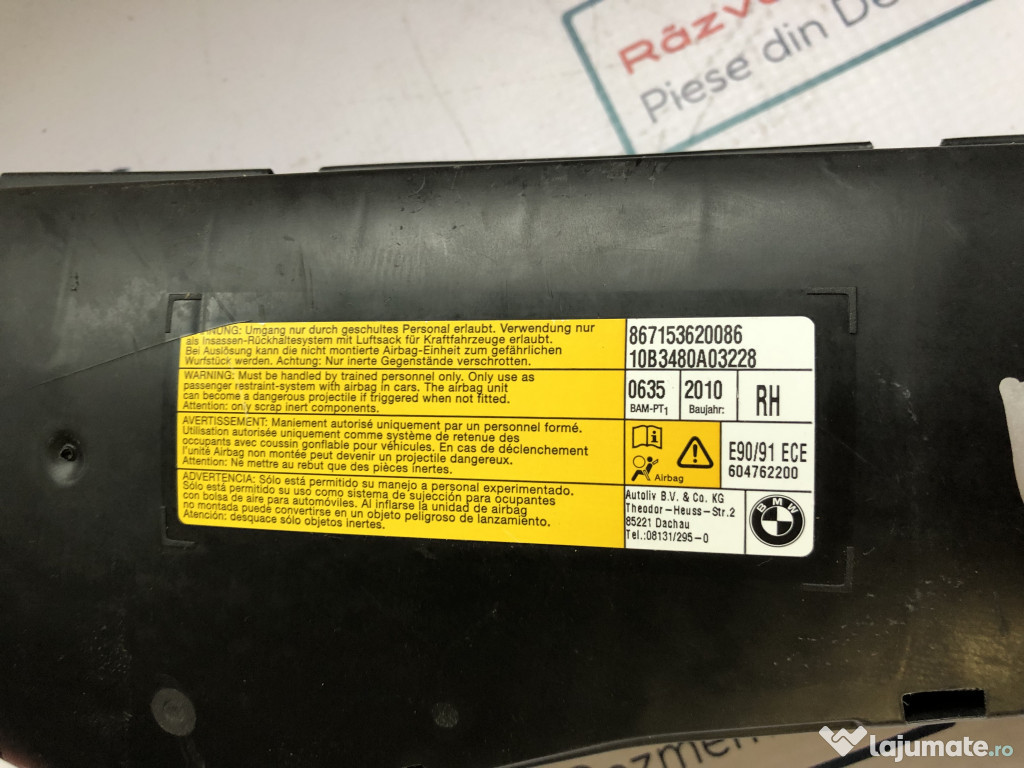 Răzv
Piese din De
NUNG: Umgang nur durch geschultes Personal erlaubt. Verwendung nur
als Insassen-Rückhaltesystem mit Luftsack für Kraftfahrzeuge erlaubt.
Bei Auslösung kann die nicht montierte Airbag-Einheit zum gefährlichen
Wurfstück werden. Achtung: Nur inerte Gegenstände verschrotten.
WARNING: Must be handled by trained personnel only. Only use as
passenger restraint-system with airbag in cars. The airbag unit
can become a dangerous projectile if triggered when not fitted.
Attention: only scrap inert components.
AVERTISSEMENT: Maniement autorisé uniquement par un personnel formé.
Utilisation autorisée uniquement comme système de retenue des
occupants avec coussin gonflable pour véhicules. En cas de déclenchement
l'unité Airbag non montée peut devenir un projectile dangereux.
Attention: Ne mettre au rebut que des pièces inertes.
ADVERTENCIA: Sólo está permitido su manejo a personal experimentado.
Sólo está permitido su uso como sistema de sujección para ocupantes
con bolsa de aire para automóviles. Al inflarse la unidad de airbag
no montada puede convertirse en un objeto peligroso de lanzamiento.
Atención: desguace sólo objetos inertes.
867153620086
10B3480A03228
0635
BAM-PT1
2010
Baujahr:
RH
Airbag
E90/91 ECE
604762200
Autoliv B.V. & Co. KG
Theodor-Heuss-Str.2
85221 Dachau
Tel.:08131/295-0
BMW
lajumate.ro